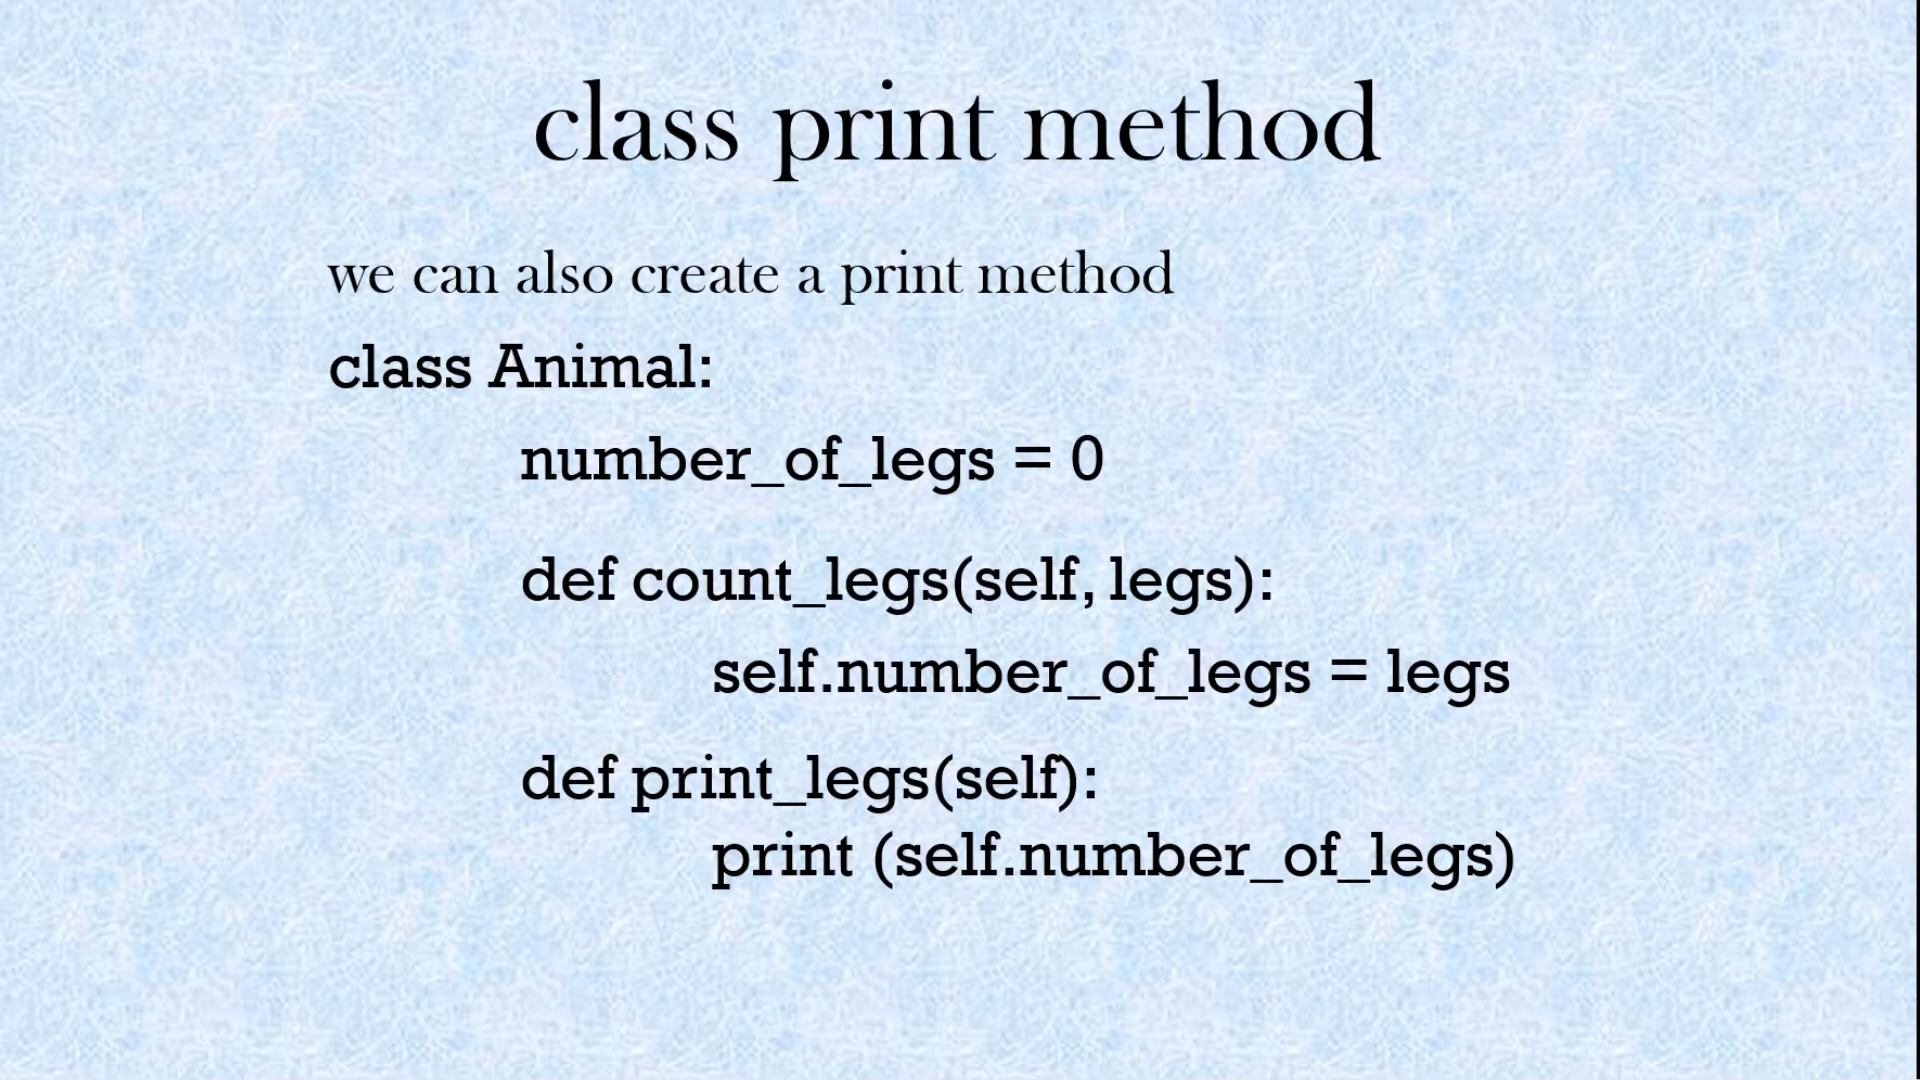 class print method
we can also create a print method
class Animal:
number_of_legs = 0
def count_legs(self, legs):
self.number_of_legs = legs
def print_legs(self):
print (self.number_of_legs)